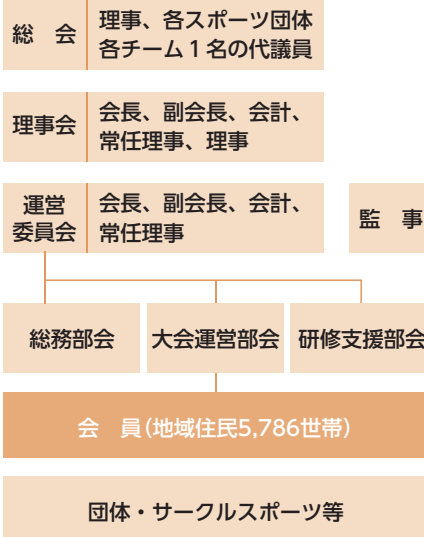 総　会
理事、各スポーツ団体
各チーム１名の代議員
理事会
会長、副会長、会計、
常任理事、理事
運営
委員会
会長、副会長、会計、
常任理事
監　事
総務部会
大会運営部会
研修支援部会
会　員（地域住民5,786世帯）
団体・サークルスポーツ等